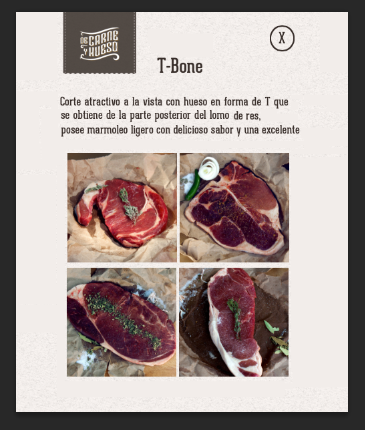 DE CARNE
Y HUESO
X
T-Bone
Corte atractivo a la vista con hueso en forma de T que
se obtiene de la parte posterior del lomo de res,
posee marmoleo ligero con delicioso sabor y una excelente